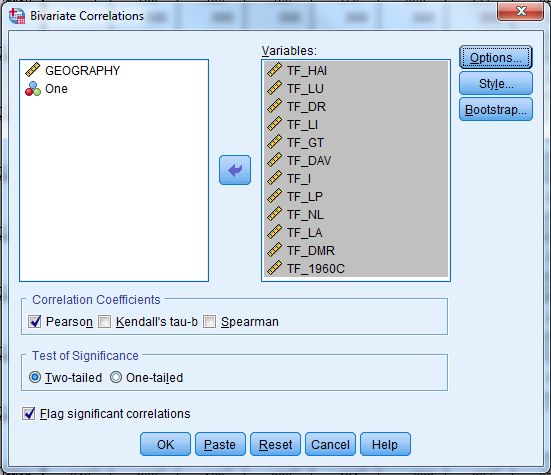 Bivariate Correlations
Variables:
GEOGRAPHY
One
TF_HAI
TF_LU
TF_DR
TF_LI
TF_GT
TF_DAV
TF_I
TF_LP
TF_NL
TF_LA
TF_DMR
TF_1960C
Options...
Style...
Bootstrap...
Correlation Coefficients
Pearson Kendall's tau-b Spearman
Test of Significance
Two-tailed One-tailed
Flag significant correlations
OK Paste Reset Cancel Help